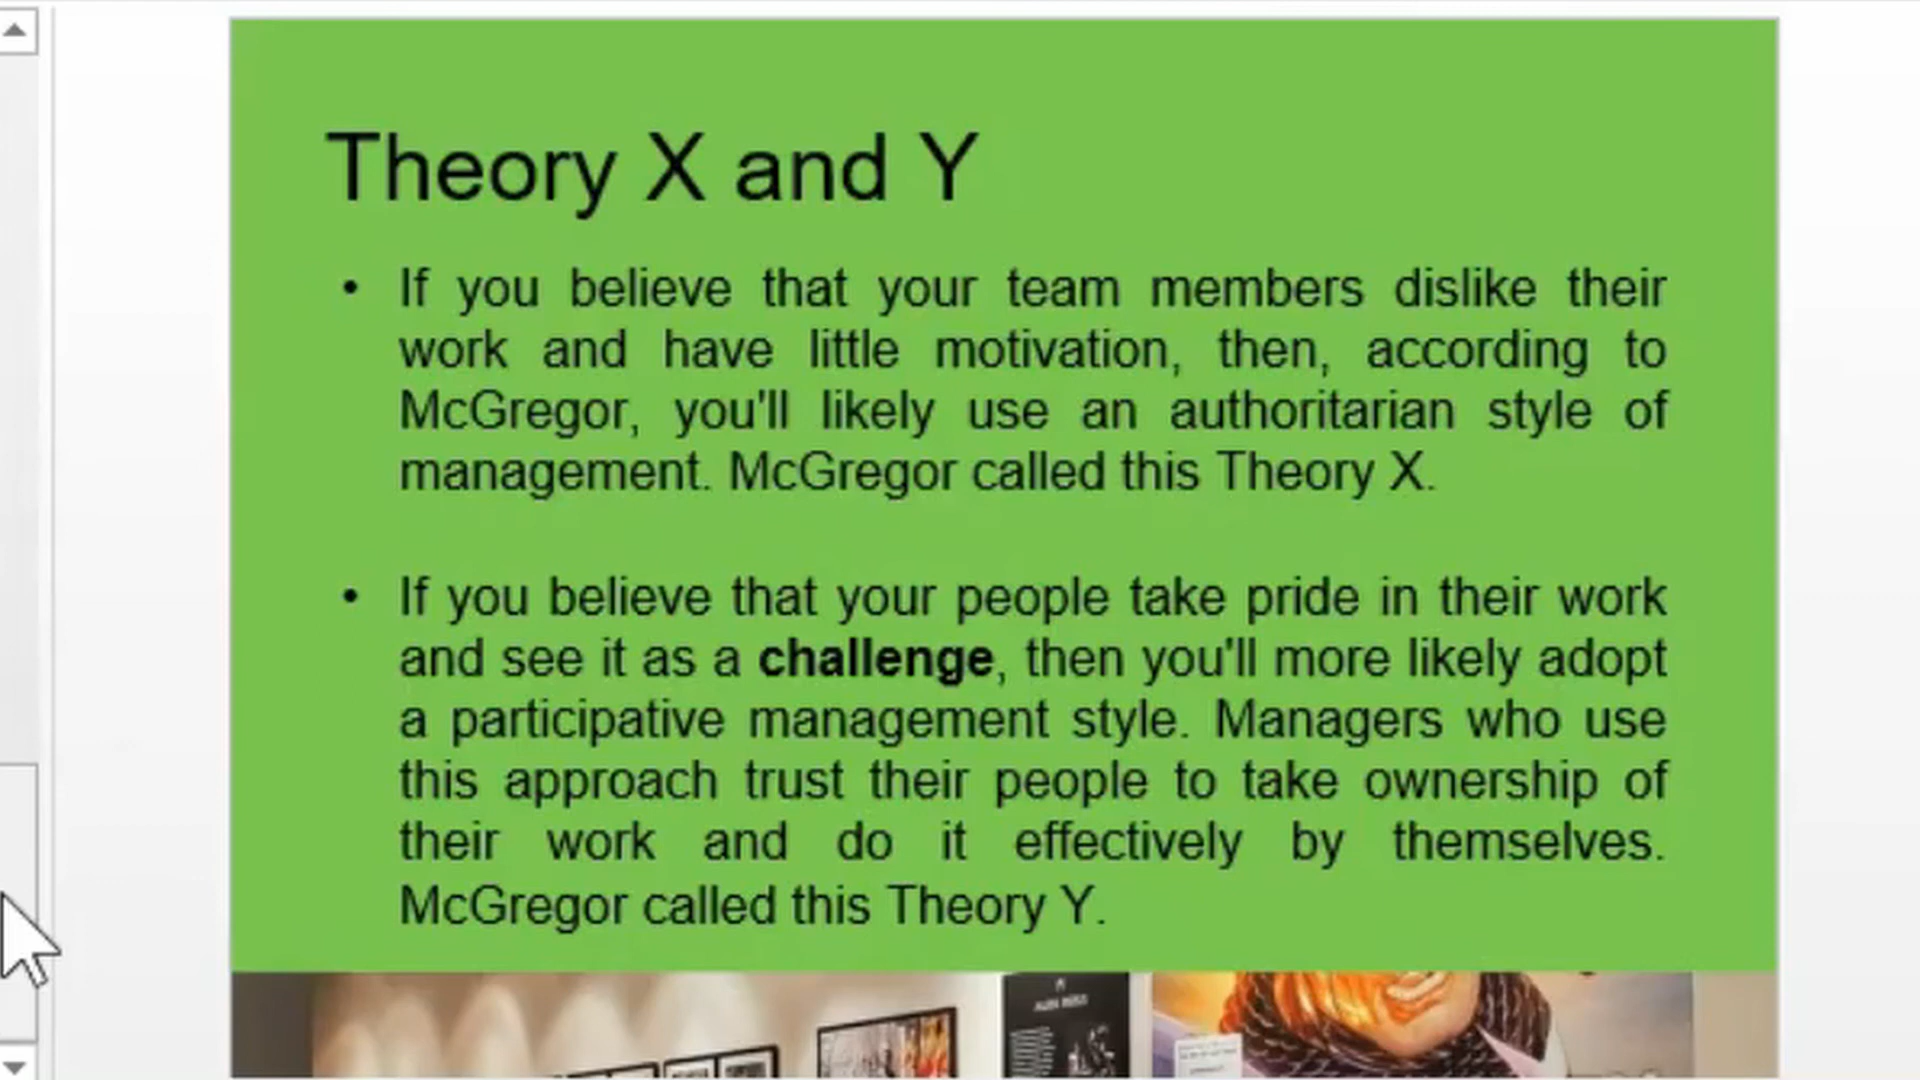 Theory X and Y
• If you believe that your team members dislike their
work and have little motivation, then, according to
McGregor, you'll likely use an authoritarian style of
management. McGregor called this Theory X.
• If you believe that your people take pride in their work
and see it as a challenge, then you'll more likely adopt
a participative management style. Managers who use
this approach trust their people to take ownership of
their work and do it effectively by themselves.
McGregor called this Theory Y.